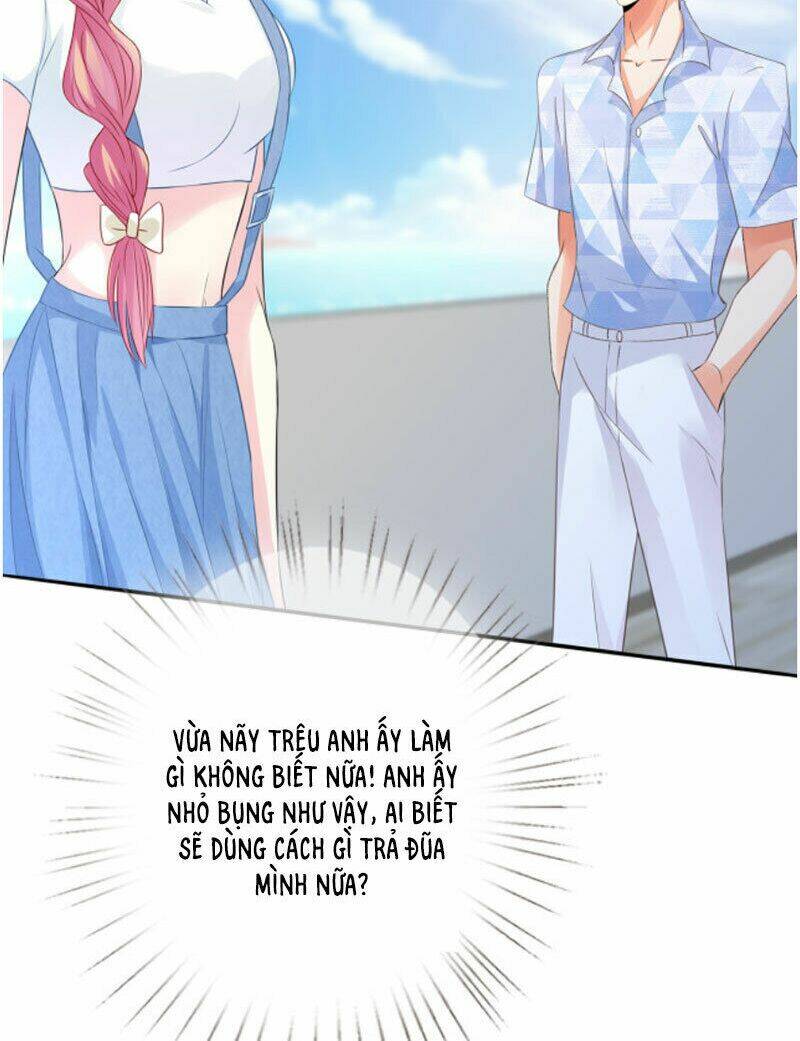 VỪA NÃY TRÊU ANH ẤY LÀM
GÌ KHÔNG BIẾT NỮA! ANH ẤY
NHỎ BỤNG NHƯ VẬY, AI BIẾT
SẼ DÙNG CÁCH GÌ TRẢ ĐŨA
MÌNH NỮA?